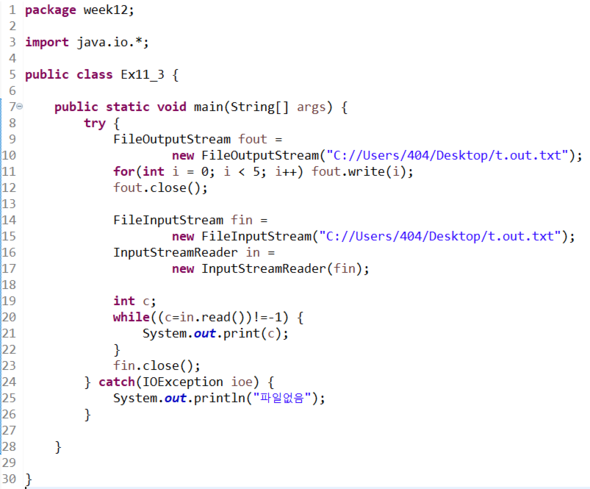 1 package week12;
2
3 import java.io.*;
4
5 public class Ex11_3 {
6
7 public static void main(String[] args) {
8 try {
9 FileOutputStream fout =
10 new FileOutputStream("C://Users/404/Desktop/t.out.txt");
11 for(int i = 0; i < 5; i++) fout.write(i);
12 fout.close();
13
14 FileInputStream fin =
15 new FileInputStream("C://Users/404/Desktop/t.out.txt");
16 InputStreamReader in =
17 new InputStreamReader(fin);
18
19 int c;
20 while((c=in.read())!=-1) {
21 System.out.print(c);
22 }
23 fin.close();
24 } catch(IOException ioe) {
25 System.out.println("파일없음");
26 }
27
28 }
29
30 }